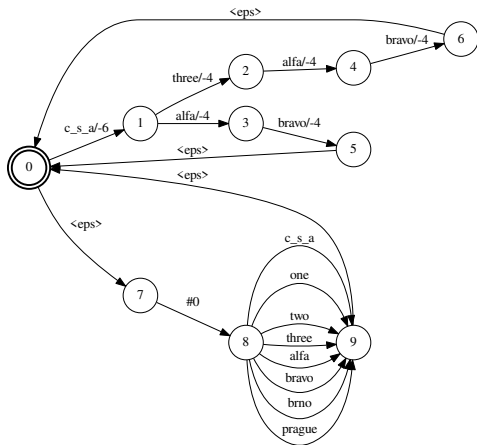 <eps>
6
bravo/-4
2
alfa/-4
4
three/-4
c_s_a/-6
1
alfa/-4
3
bravo/-4
5
<eps>
0
<eps>
<eps>
7
#0
8
c_s_a
one
two
three
alfa
bravo
brno
prague
9